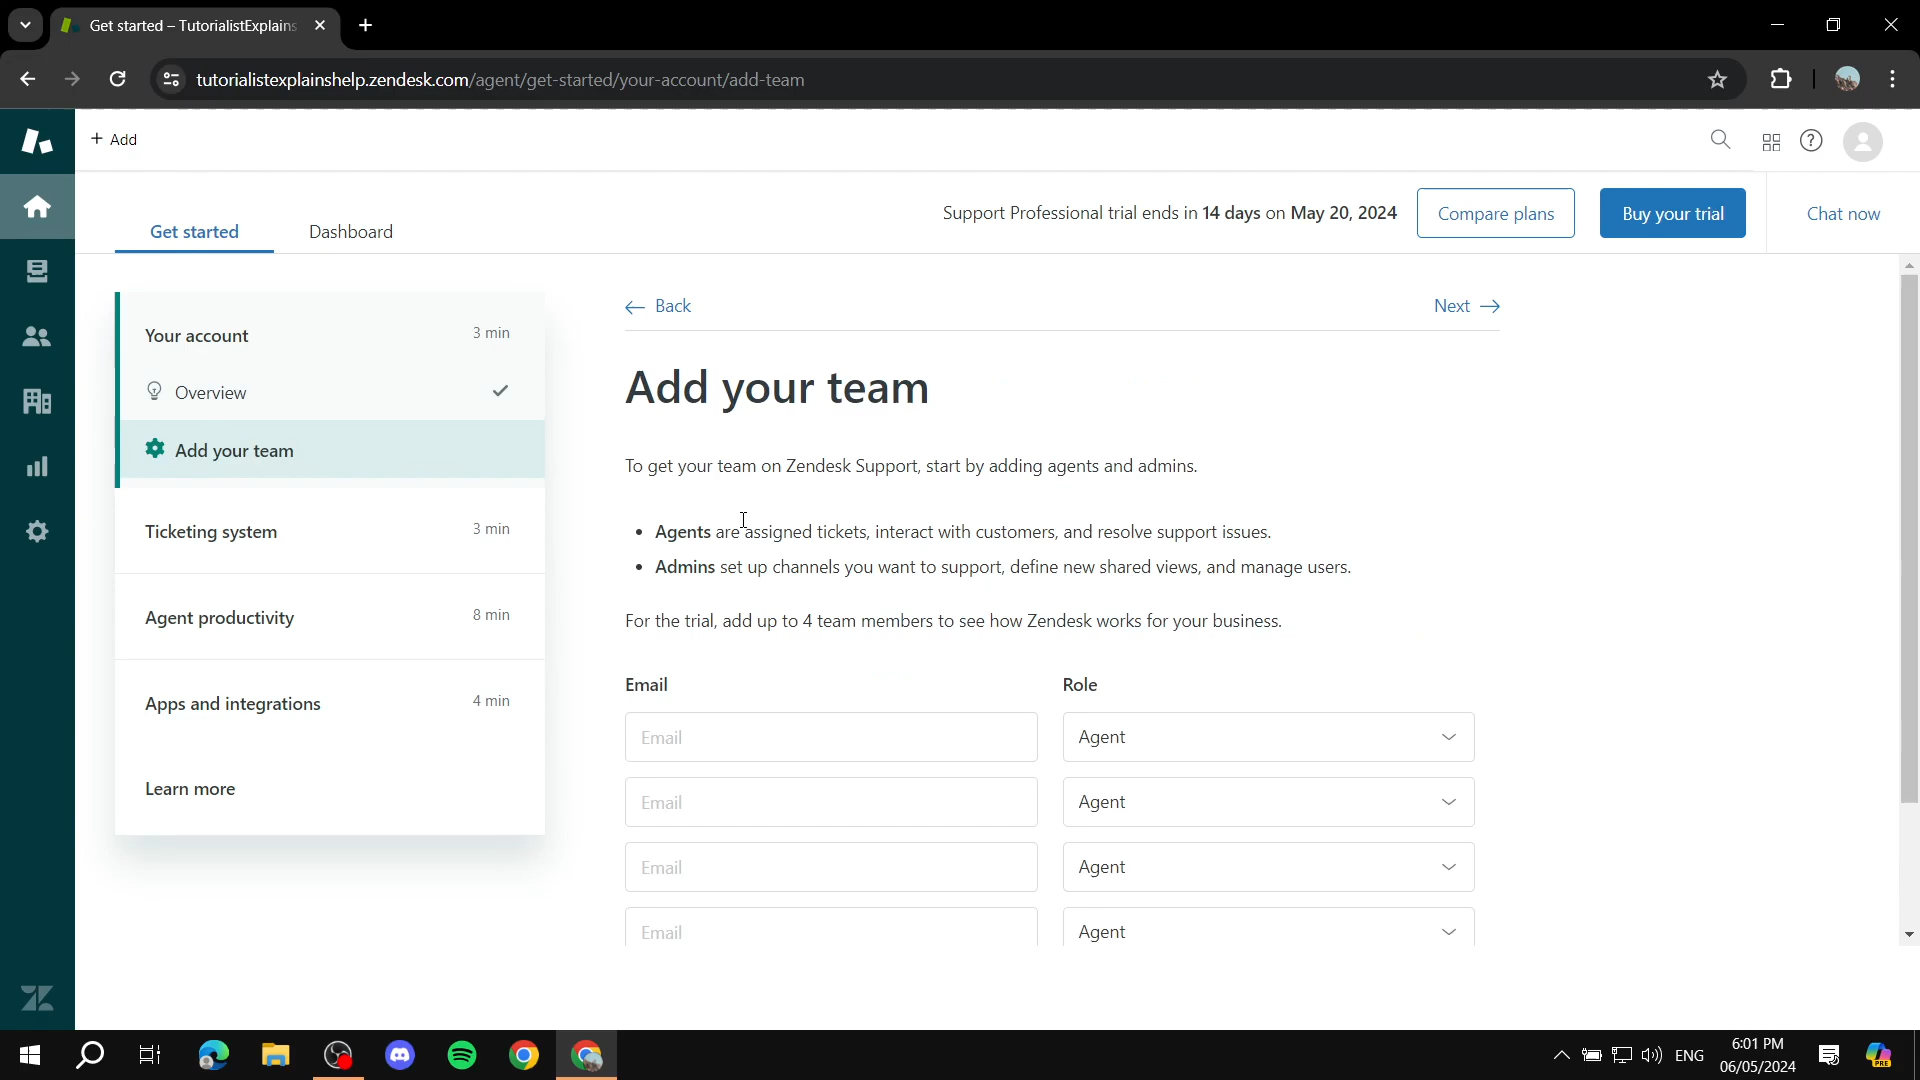 Get started – TutorialistExplains
tutorialistexplainshelp.zendesk.com/agent/get-started/your-account/add-team
+ Add
Get started
Dashboard
Support Professional trial ends in 14 days on May 20, 2024
Compare plans
Buy your trial
Chat now
Your account
3 min
Overview
Add your team
Ticketing system
3 min
Agent productivity
8 min
Apps and integrations
4 min
Learn more
← Back
Next →
Add your team
To get your team on Zendesk Support, start by adding agents and admins.
• Agents are assigned tickets, interact with customers, and resolve support issues.
• Admins set up channels you want to support, define new shared views, and manage users.
For the trial, add up to 4 team members to see how Zendesk works for your business.
Email
Role
Email
Agent
Email
Agent
Email
Agent
Email
Agent
ENG
6:01 PM
06/05/2024
PRE